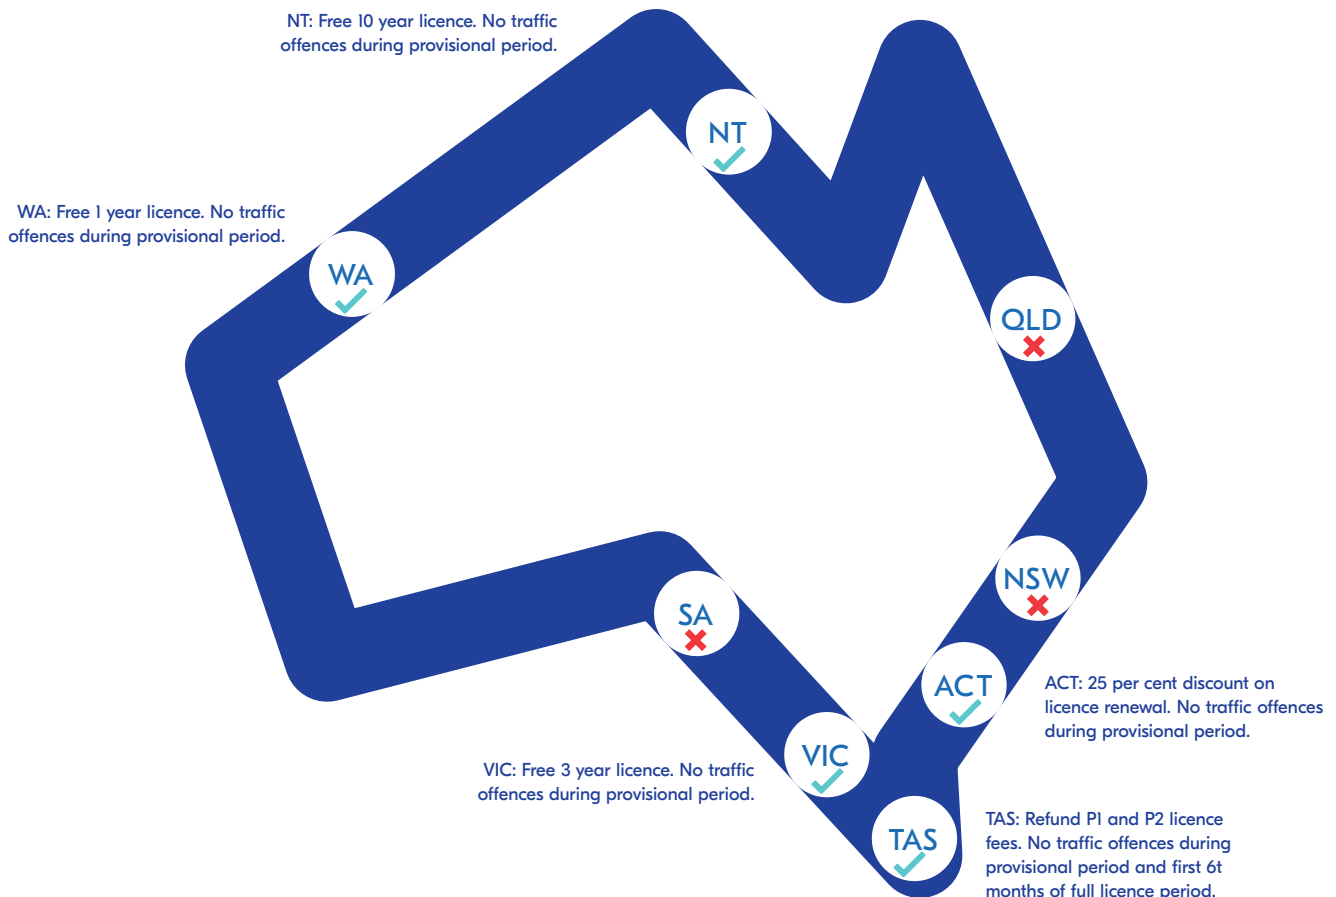 NT: Free 10 year licence. No traffic
offences during provisional period.
NT
WA: Free 1 year licence. No traffic
offences during provisional period.
WA
QLD
NSW
SA
ACT
ACT: 25 per cent discount on
licence renewal. No traffic offences
during provisional period.
VIC
VIC: Free 3 year licence. No traffic
offences during provisional period.
TAS
TAS: Refund P1 and P2 licence
fees. No traffic offences during
provisional period and first 6t
months of full licence period.